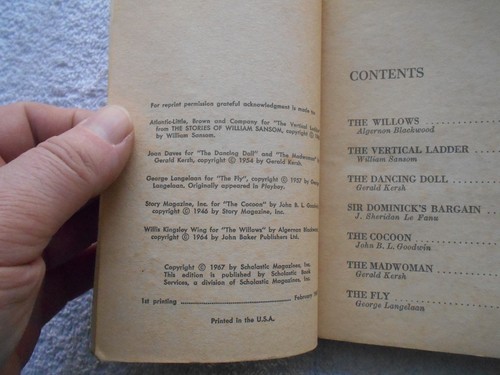 For reprint permission grateful acknowledgment is made to:
Atlantic-Little, Brown and Company for "The Vertical Ladder"
from THE STORIES OF WILLIAM SANSOM, copyright ©
by William Sansom.
Joan Daves for "The Dancing Doll" and "The Madwoman"
Gerald Kersh, copyright © 1954 by Gerald Kersh.
George Langelaan for "The Fly", copyright © 1957 by
Langelaan. Originally appeared in Playboy.
Story Magazine, Inc. for "The Cocoon" by John B. L. Goodwin
copyright © 1946 by Story Magazine, Inc.
Willis Kingsley Wing for "The Willows" by Algernon Blackwood
copyright © 1964 by John Baker Publishers Ltd.
Copyright © 1967 by Scholastic Magazines, Inc.
This edition is published by Scholastic Book
Services, a division of Scholastic Magazines, Inc.
1st printing .................... February
Printed in the U.S.A.
CONTENTS
THE WILLOWS
Algernon Blackwood
THE VERTICAL LADDER
William Sansom
THE DANCING DOLL
Gerald Kersh
SIR DOMINICK'S BARGAIN
J. Sheridan Le Fanu
THE COCOON
John B. L. Goodwin
THE MADWOMAN
Gerald Kersh
THE FLY
George Langelaan